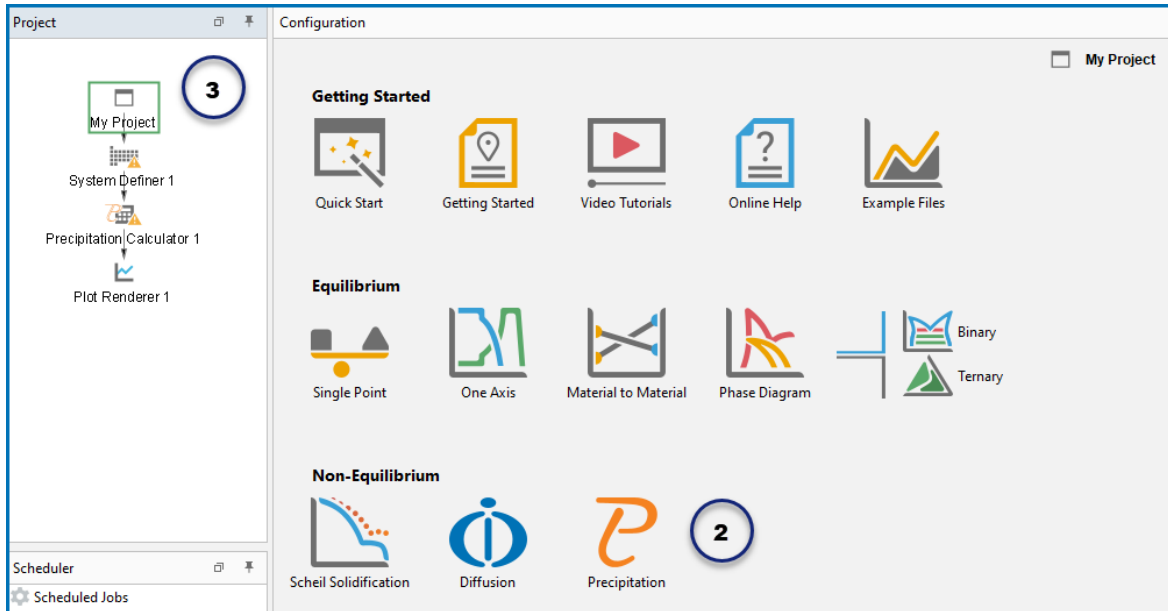 Project
My Project
System Definer 1
Precipitation Calculator 1
Plot Renderer 1
3
Scheduler
Scheduled Jobs
Configuration
My Project
Getting Started
Quick Start
Getting Started
Video Tutorials
Online Help
Example Files
Equilibrium
Single Point
One Axis
Material to Material
Phase Diagram
Binary
Ternary
Non-Equilibrium
Scheil Solidification
Diffusion
Precipitation
2